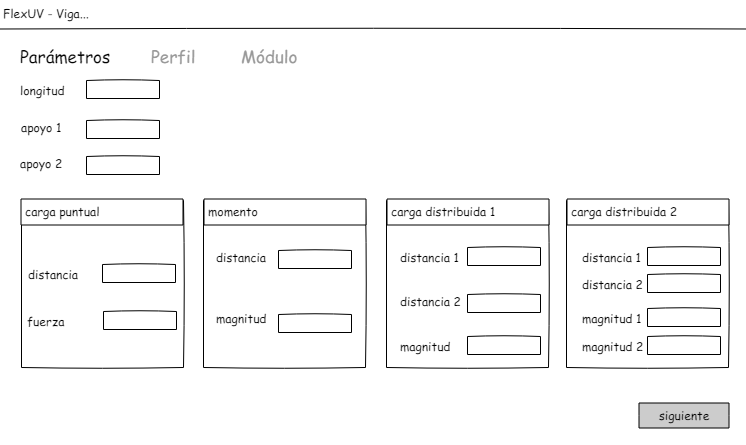 FlexUV - Viga...
Parámetros Perfil Módulo
longitud
apoyo 1
apoyo 2
carga puntual
distancia
fuerza
momento
distancia
magnitud
carga distribuida 1
distancia 1
distancia 2
magnitud
carga distribuida 2
distancia 1
distancia 2
magnitud 1
magnitud 2
siguiente